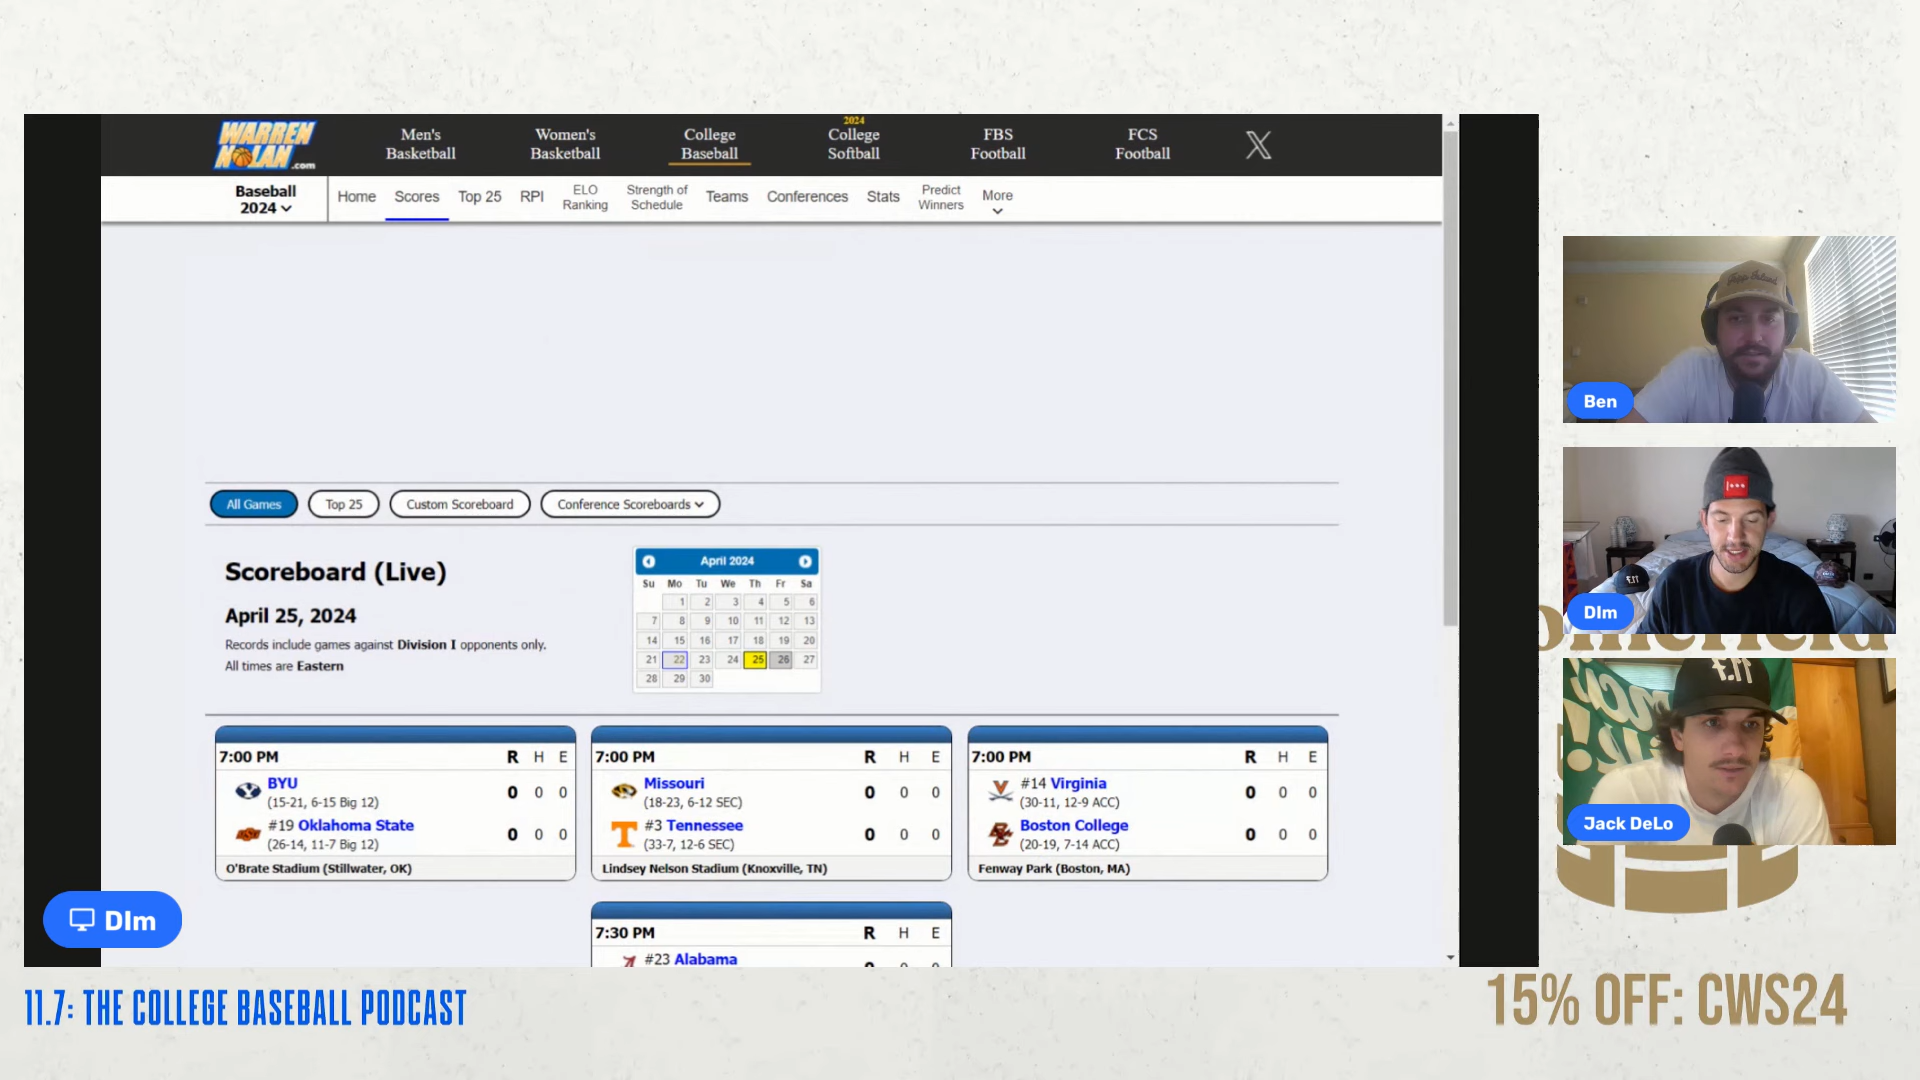 WARREN NOLAN .com
Men's Basketball
Women's Basketball
College Baseball
2024 College Softball
FBS Football
FCS Football
Baseball 2024
Home
Scores
Top 25
RPI
ELO Ranking
Strength of Schedule
Teams
Conferences
Stats
Predict Winners
More
All Games
Top 25
Custom Scoreboard
Conference Scoreboards
Scoreboard (Live)
April 25, 2024
Records include games against Division I opponents only.
All times are Eastern
April 2024
Su Mo Tu We Th Fr Sa
1 2 3 4 5 6
7 8 9 10 11 12 13
14 15 16 17 18 19 20
21 22 23 24 25 26 27
28 29 30
7:00 PM R H E
BYU 0 0 0
(15-21, 6-15 Big 12)
#19 Oklahoma State 0 0 0
(26-14, 11-7 Big 12)
O'Brate Stadium (Stillwater, OK)
7:00 PM R H E
Missouri 0 0 0
(18-23, 6-12 SEC)
#3 Tennessee 0 0 0
(33-7, 12-6 SEC)
Lindsey Nelson Stadium (Knoxville, TN)
7:00 PM R H E
#14 Virginia 0 0 0
(30-11, 12-9 ACC)
Boston College 0 0 0
(20-19, 7-14 ACC)
Fenway Park (Boston, MA)
7:30 PM R H E
#23 Alabama
Ben
Dlm
Jack DeLo
11.7
11.7
Dlm
11.7: THE COLLEGE BASEBALL PODCAST
15% OFF: CWS24